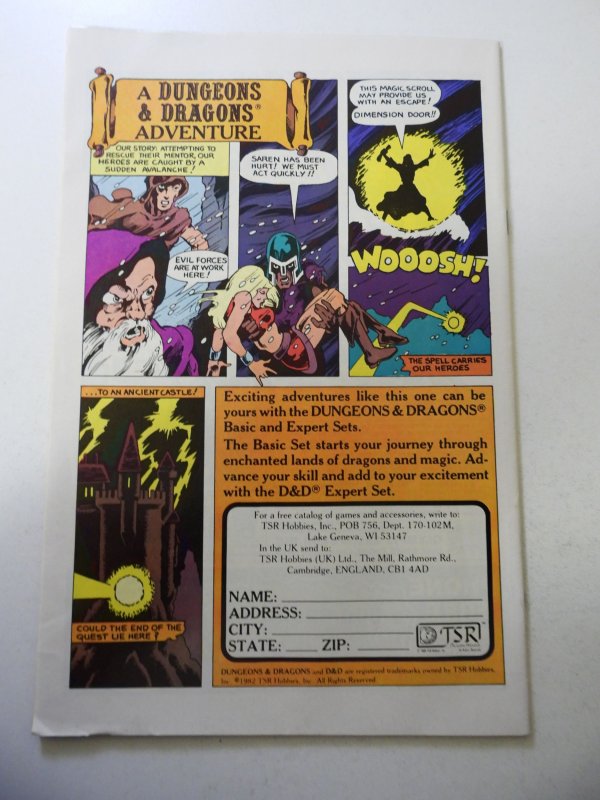 A DUNGEONS
& DRAGONS®
ADVENTURE
OUR STORY: ATTEMPTING TO
RESCUE THEIR MENTOR, OUR
HEROES ARE CAUGHT BY A
SUDDEN AVALANCHE!
EVIL FORCES
ARE AT WORK
HERE!
SAREN HAS BEEN
HURT! WE MUST
ACT QUICKLY!!
THIS MAGIC SCROLL
MAY PROVIDE US
WITH AN ESCAPE!
DIMENSION DOOR!!
WOOOSH!
THE SPELL CARRIES
OUR HEROES
...TO AN ANCIENT CASTLE!
COULD THE END OF THE
QUEST LIE HERE?
Exciting adventures like this one can be
yours with the DUNGEONS & DRAGONS®
Basic and Expert Sets.
The Basic Set starts your journey through
enchanted lands of dragons and magic. Ad-
vance your skill and add to your excitement
with the D&D® Expert Set.
For a free catalog of games and accessories, write to:
TSR Hobbies, Inc., POB 756, Dept. 170-102M,
Lake Geneva, WI 53147
In the UK send to:
TSR Hobbies (UK) Ltd., The Mill, Rathmore Rd.,
Cambridge, ENGLAND, CB1 4AD
NAME:
ADDRESS:
CITY:
STATE: ZIP:
TSR
DUNGEONS & DRAGONS and D&D are registered trademarks owned by TSR Hobbies,
Inc. ©1982 TSR Hobbies, Inc. All Rights Reserved